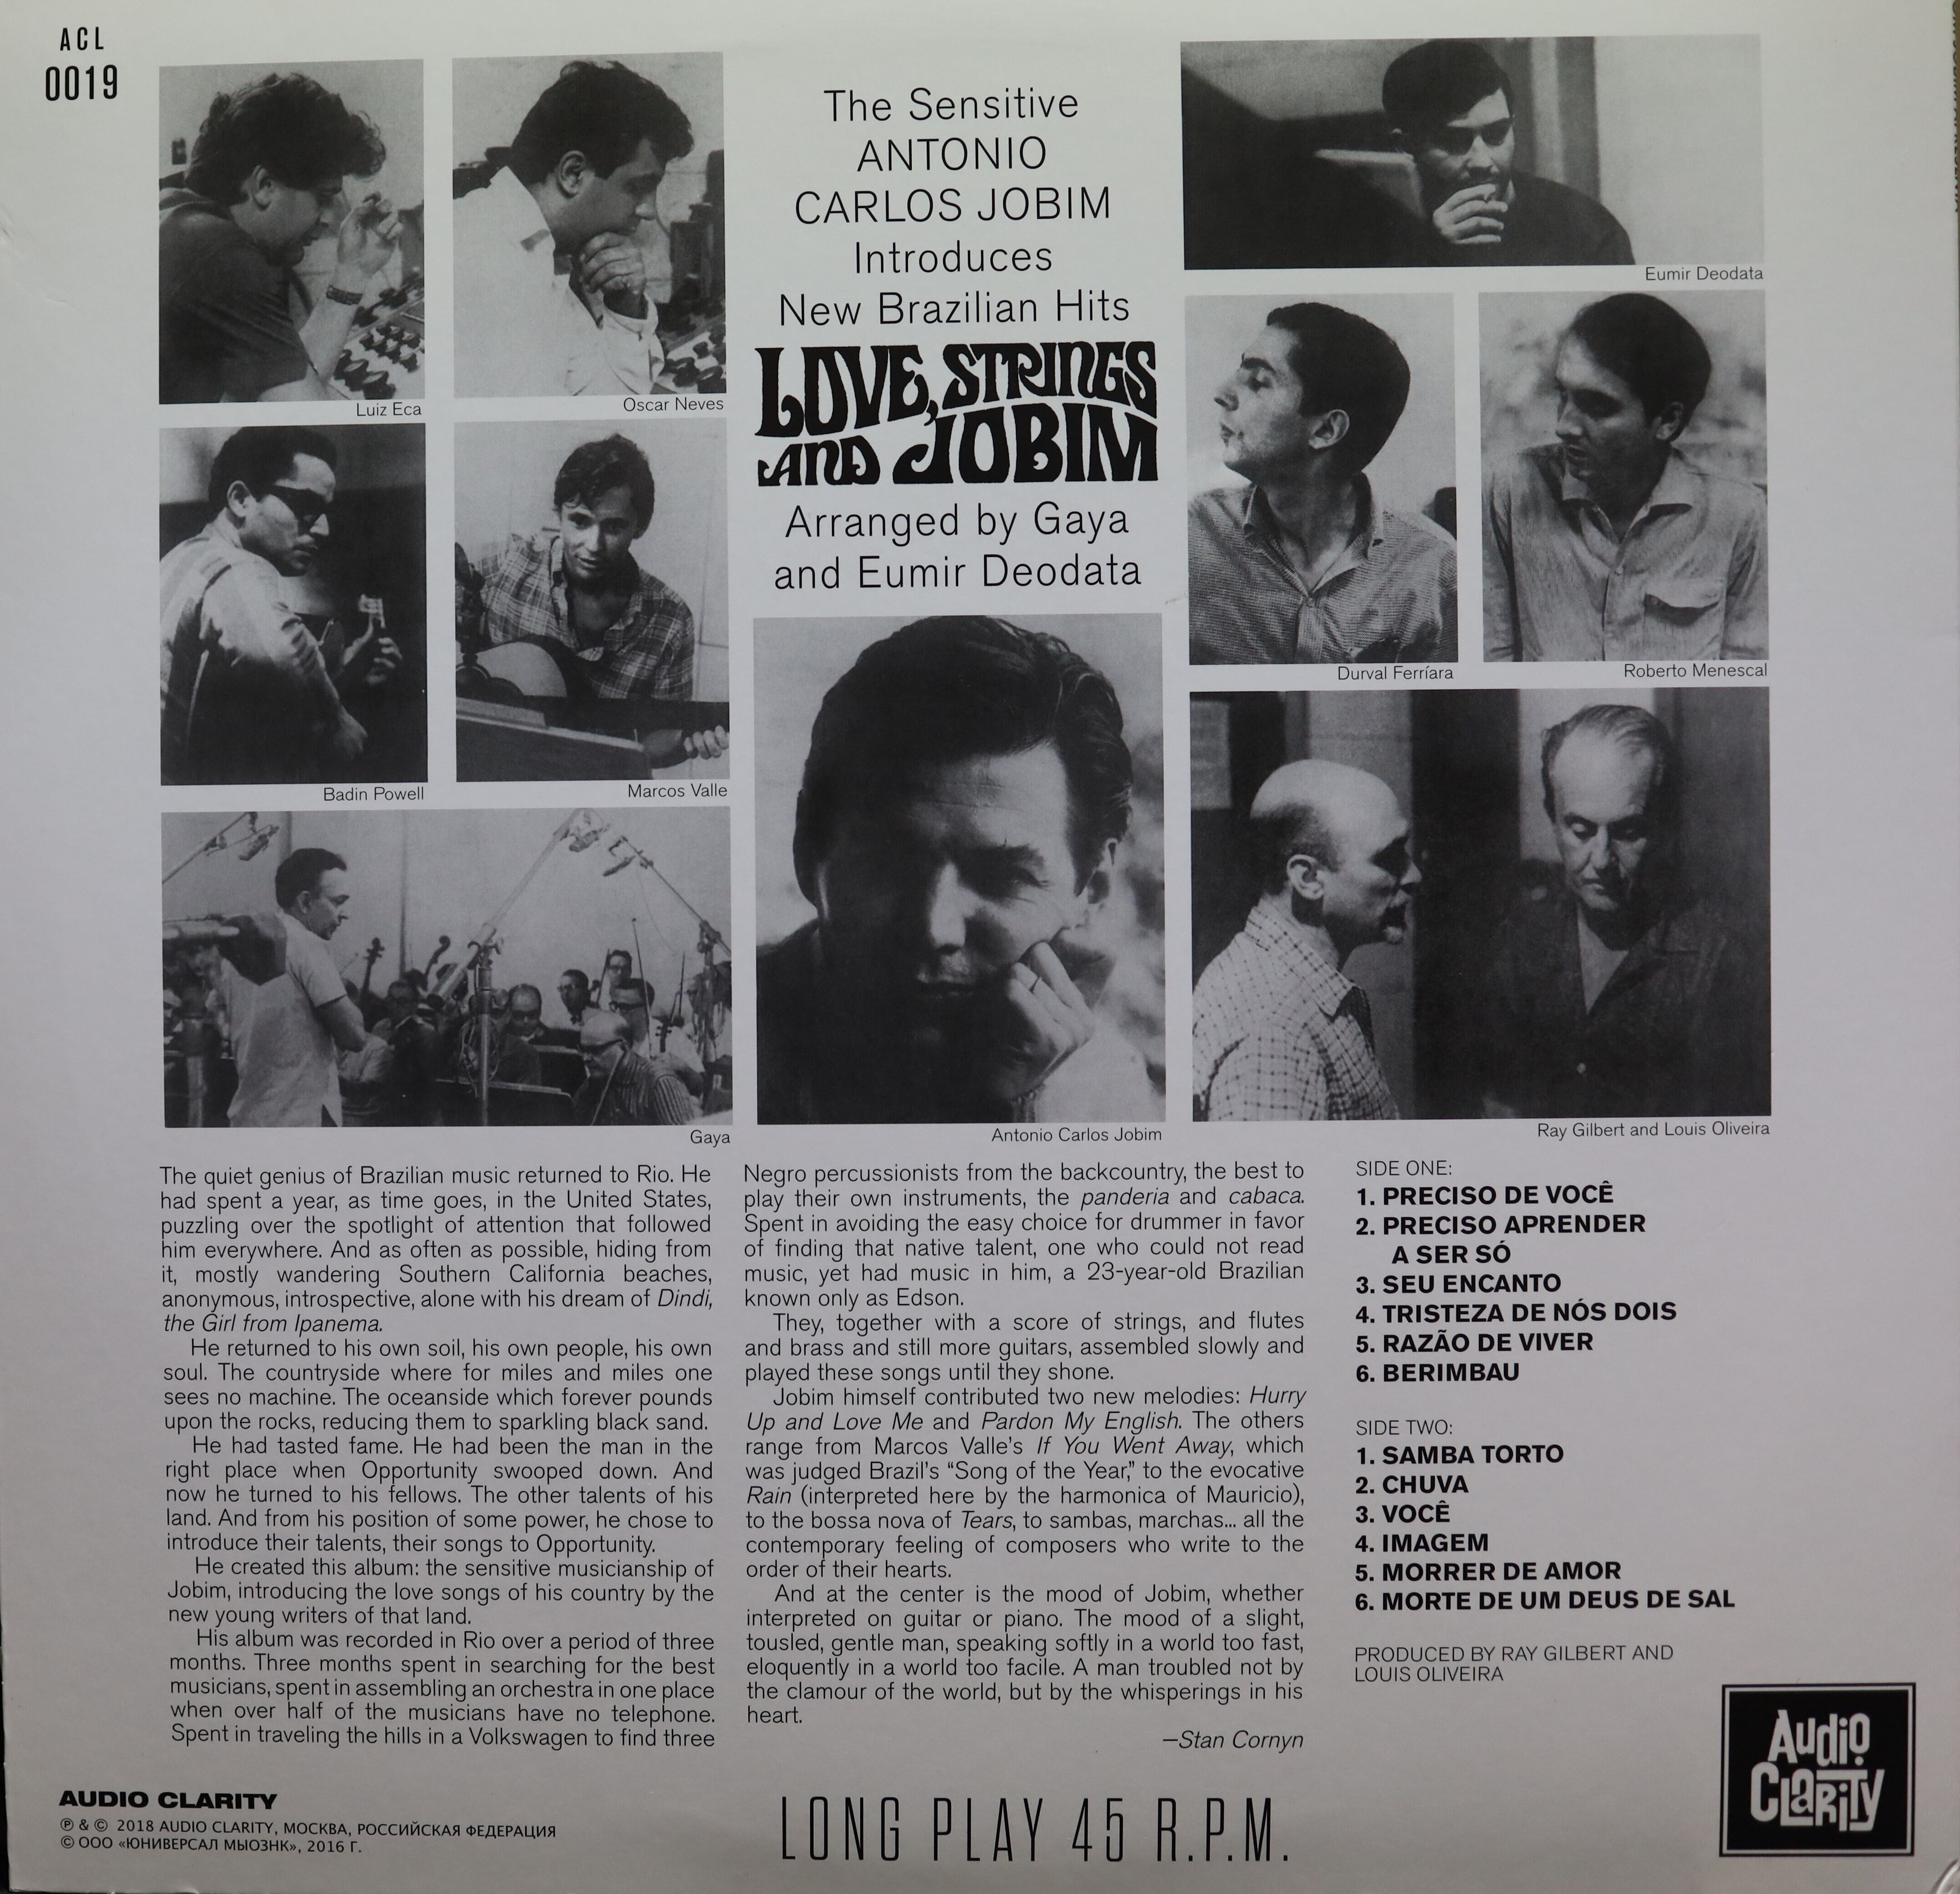 ACL
0019
Luiz Eca
Oscar Neves
Badin Powell
Marcos Valle
Gaya
The Sensitive
ANTONIO
CARLOS JOBIM
Introduces
New Brazilian Hits
LOVE, STRINGS
AND JOBIM
Arranged by Gaya
and Eumir Deodata
Antonio Carlos Jobim
Eumir Deodata
Durval Ferríara
Roberto Menescal
Ray Gilbert and Louis Oliveira
The quiet genius of Brazilian music returned to Rio. He
had spent a year, as time goes, in the United States,
puzzling over the spotlight of attention that followed
him everywhere. And as often as possible, hiding from
it, mostly wandering Southern California beaches,
anonymous, introspective, alone with his dream of Dindi,
the Girl from Ipanema.
He returned to his own soil, his own people, his own
soul. The countryside where for miles and miles one
sees no machine. The oceanside which forever pounds
upon the rocks, reducing them to sparkling black sand.
He had tasted fame. He had been the man in the
right place when Opportunity swooped down. And
now he turned to his fellows. The other talents of his
land. And from his position of some power, he chose to
introduce their talents, their songs to Opportunity.
He created this album: the sensitive musicianship of
Jobim, introducing the love songs of his country by the
new young writers of that land.
His album was recorded in Rio over a period of three
months. Three months spent in searching for the best
musicians, spent in assembling an orchestra in one place
when over half of the musicians have no telephone.
Spent in traveling the hills in a Volkswagen to find three
Negro percussionists from the backcountry, the best to
play their own instruments, the panderia and cabaca.
Spent in avoiding the easy choice for drummer in favor
of finding that native talent, one who could not read
music, yet had music in him, a 23-year-old Brazilian
known only as Edson.
They, together with a score of strings, and flutes
and brass and still more guitars, assembled slowly and
played these songs until they shone.
Jobim himself contributed two new melodies: Hurry
Up and Love Me and Pardon My English. The others
range from Marcos Valle's If You Went Away, which
was judged Brazil's "Song of the Year," to the evocative
Rain (interpreted here by the harmonica of Mauricio),
to the bossa nova of Tears, to sambas, marchas... all the
contemporary feeling of composers who write to the
order of their hearts.
And at the center is the mood of Jobim, whether
interpreted on guitar or piano. The mood of a slight,
tousled, gentle man, speaking softly in a world too fast,
eloquently in a world too facile. A man troubled not by
the clamour of the world, but by the whisperings in his
heart.
—Stan Cornyn
SIDE ONE:
1. PRECISO DE VOCÊ
2. PRECISO APRENDER
A SER SÓ
3. SEU ENCANTO
4. TRISTEZA DE NÓS DOIS
5. RAZÃO DE VIVER
6. BERIMBAU
SIDE TWO:
1. SAMBA TORTO
2. CHUVA
3. VOCÊ
4. IMAGEM
5. MORRER DE AMOR
6. MORTE DE UM DEUS DE SAL
PRODUCED BY RAY GILBERT AND
LOUIS OLIVEIRA
AUDIO CLARITY
℗ & © 2018 AUDIO CLARITY, МОСКВА, РОССИЙСКАЯ ФЕДЕРАЦИЯ
© ООО «ЮНИВЕРСАЛ МЬЮЗНК», 2016 Г.
LONG PLAY 45 R.P.M.
Audio
Clarity